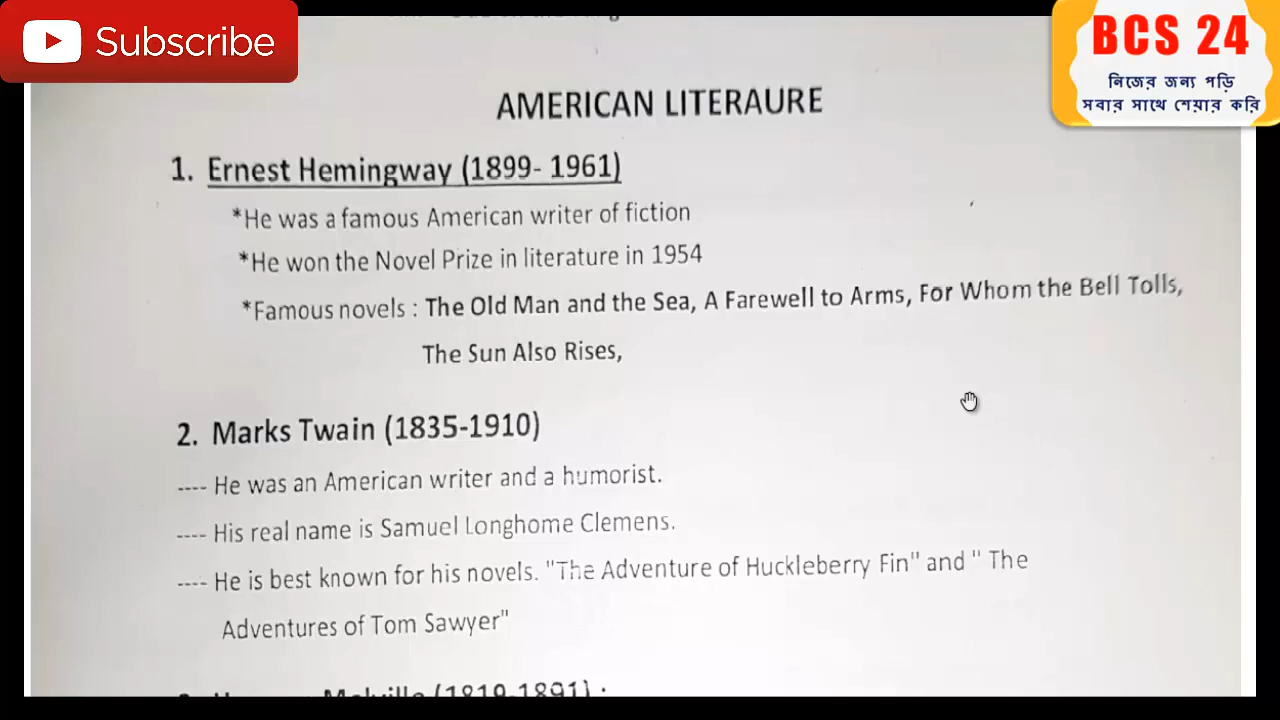 Subscribe
BCS 24
নিজের জন্য পড়ি
সবার সাথে শেয়ার করি
AMERICAN LITERAURE
1. Ernest Hemingway (1899- 1961)
*He was a famous American writer of fiction
*He won the Novel Prize in literature in 1954
*Famous novels : The Old Man and the Sea, A Farewell to Arms, For Whom the Bell Tolls,
The Sun Also Rises,
2. Marks Twain (1835-1910)
---- He was an American writer and a humorist.
---- His real name is Samuel Longhome Clemens.
---- He is best known for his novels. "The Adventure of Huckleberry Fin" and " The
Adventures of Tom Sawyer"
Melville (1819-1891) :